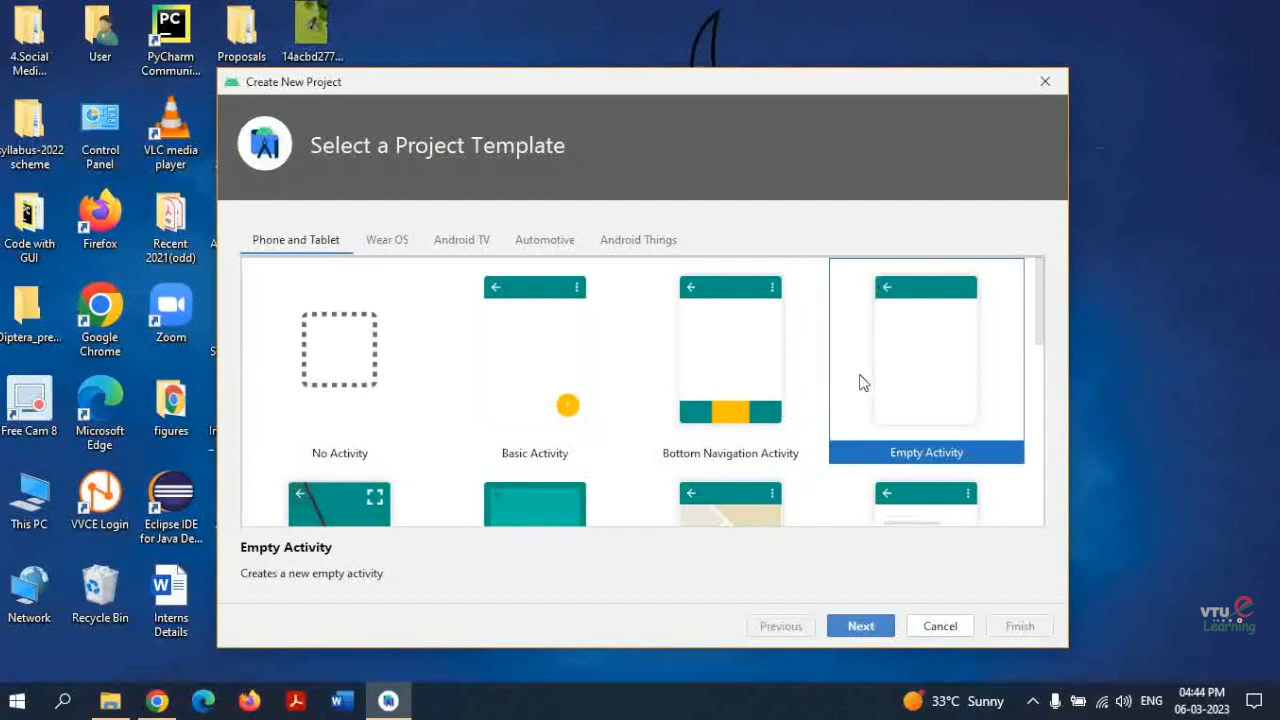 4.Social
Medi...
User
PyCharm
Communi...
Proposals
14acbd277...
PC
Create New Project
Select a Project Template
syllabus-2022
scheme
Control
Panel
VLC media
player
Phone and Tablet
Wear OS
Android TV
Automotive
Android Things
Code with
GUI
Firefox
Recent
2021(odd)
Diptera_pre...
Google
Chrome
Zoom
No Activity
Basic Activity
Bottom Navigation Activity
Empty Activity
Free Cam 8
Microsoft
Edge
figures
This PC
VVCE Login
Eclipse IDE
for Java De...
Empty Activity
Creates a new empty activity
Network
Recycle Bin
Interns
Details
Previous
Next
Cancel
Finish
VTU e
Learning
33°C Sunny
ENG
04:44 PM
06-03-2023